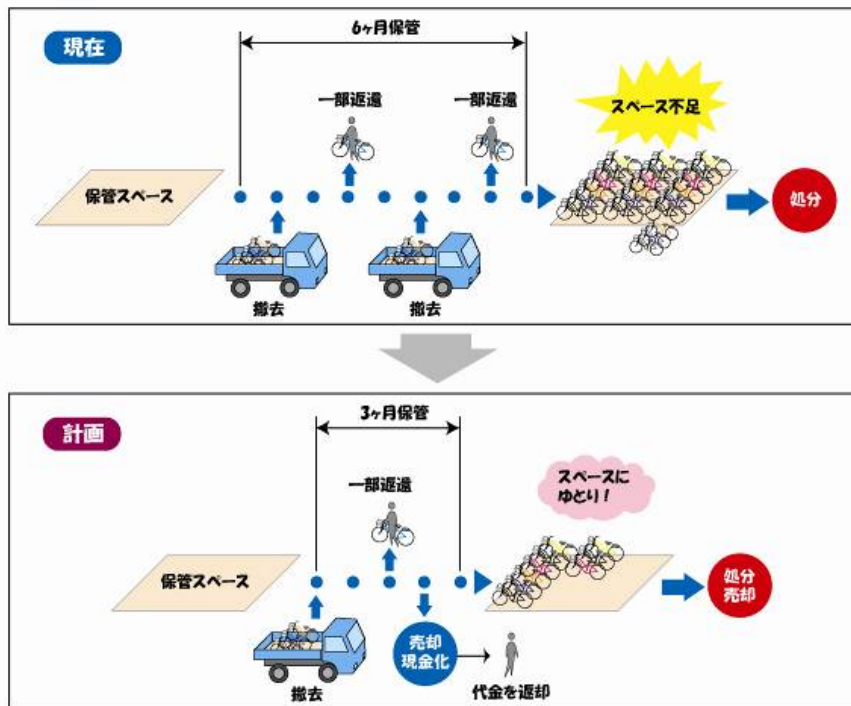 現在
6ヶ月保管
一部返還
一部返還
スペース不足
保管スペース
処分
撤去
撤去
計画
3ヶ月保管
一部返還
スペースに
ゆとり！
保管スペース
処分
売却
売却
現金化
撤去
代金を返却